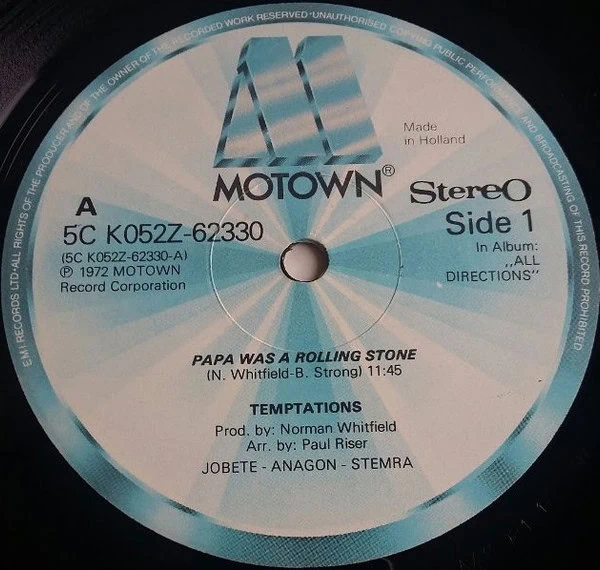 EMI RECORDS LTD•ALL RIGHTS OF THE PRODUCER AND OF THE OWNER OF THE RECORDED WORK RESERVED•UNAUTHORISED COPYING PUBLIC PERFORMANCE AND BROADCASTING OF THIS RECORD PROHIBITED
MOTOWN®
Made
in Holland
A
5C K052Z-62330
(5C K052Z-62330-A)
℗ 1972 MOTOWN
Record Corporation
StereO
Side 1
In Album:
„ALL
DIRECTIONS"
PAPA WAS A ROLLING STONE
(N. Whitfield-B. Strong) 11:45
TEMPTATIONS
Prod. by: Norman Whitfield
Arr. by: Paul Riser
JOBETE - ANAGON - STEMRA